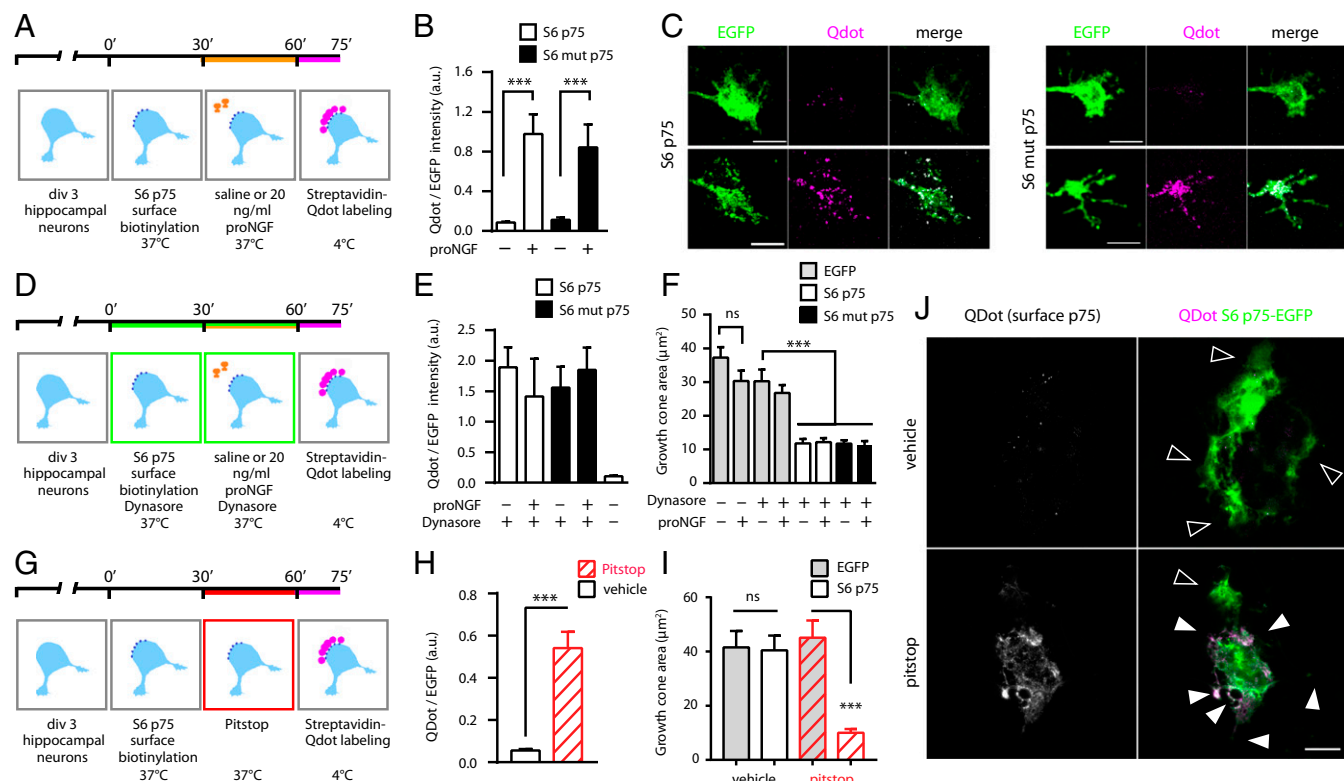 A
0′ 30′ 60′ 75′
div 3 hippocampal neurons
S6 p75 surface biotinylation 37°C
saline or 20 ng/ml proNGF 37°C
Streptavidin-Qdot labeling 4°C
B
S6 p75
S6 mut p75
*** ***
Qdot / EGFP intensity (a.u.)
1.6
1.2
0.8
0.4
0.0
proNGF − + − +
C
EGFP Qdot merge EGFP Qdot merge
S6 p75
S6 mut p75
D
0′ 30′ 60′ 75′
div 3 hippocampal neurons
S6 p75 surface biotinylation Dynasore 37°C
saline or 20 ng/ml proNGF Dynasore 37°C
Streptavidin-Qdot labeling 4°C
E
S6 p75
S6 mut p75
Qdot / EGFP intensity (a.u.)
2.5
2.0
1.5
1.0
0.5
0.0
proNGF − + − + −
Dynasore + + + + −
F
EGFP
S6 p75
S6 mut p75
ns
***
Growth cone area (µm²)
50
40
30
20
10
0
Dynasore − − + + + + + +
proNGF − + − + − + − +
G
0′ 30′ 60′ 75′
div 3 hippocampal neurons
S6 p75 surface biotinylation 37°C
Pitstop 37°C
Streptavidin-Qdot labeling 4°C
H
Pitstop
vehicle
***
QDot / EGFP (a.u.)
0.8
0.6
0.4
0.2
0.0
I
EGFP
S6 p75
ns
***
Growth cone area (µm²)
60
40
20
0
vehicle pitstop
J
QDot (surface p75) QDot S6 p75-EGFP
vehicle
pitstop